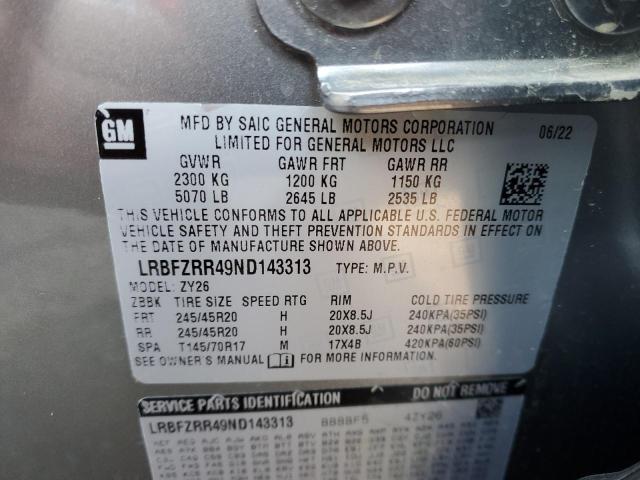 GM
MFD BY SAIC GENERAL MOTORS CORPORATION 06/22
LIMITED FOR GENERAL MOTORS LLC
GVWR GAWR FRT GAWR RR
2300 KG 1200 KG 1150 KG
5070 LB 2645 LB 2535 LB
THIS VEHICLE CONFORMS TO ALL APPLICABLE U.S. FEDERAL MOTOR
VEHICLE SAFETY AND THEFT PREVENTION STANDARDS IN EFFECT ON
THE DATE OF MANUFACTURE SHOWN ABOVE.
LRBFZRR49ND143313 TYPE: M.P.V.
MODEL: ZY26
ZBBK TIRE SIZE SPEED RTG RIM COLD TIRE PRESSURE
FRT 245/45R20 H 20X8.5J 240KPA(35PSI)
RR 245/45R20 H 20X8.5J 240KPA(35PSI)
SPA T145/70R17 M 17X4B 420KPA(60PSI)
SEE OWNER'S MANUAL FOR MORE INFORMATION.
SERVICE PARTS IDENTIFICATION DO NOT REMOVE
LRBFZRR49ND143313 BBBBF5 4ZY26